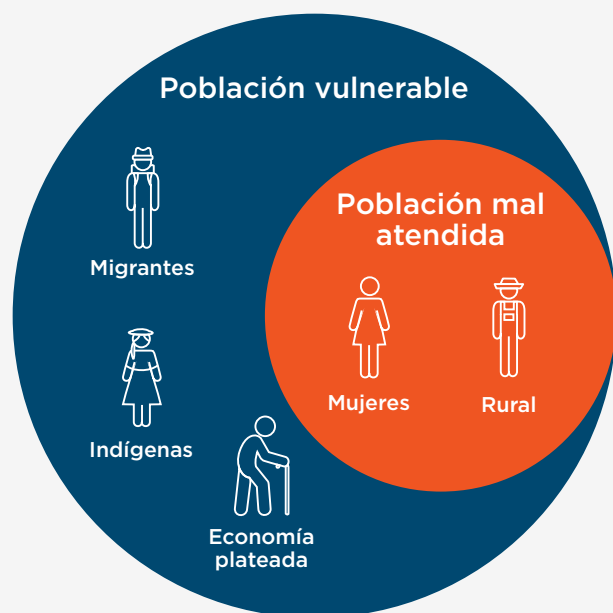 Población vulnerable
Migrantes
Indígenas
Economía
plateada
Población mal
atendida
Mujeres
Rural